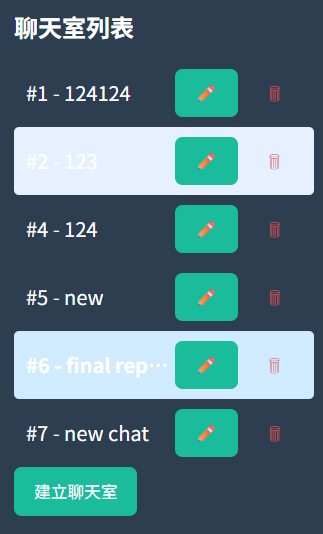 聊天室列表
#1 - 124124
#2 - 123
#4 - 124
#5 - new
#6 - final rep…
#7 - new chat
建立聊天室